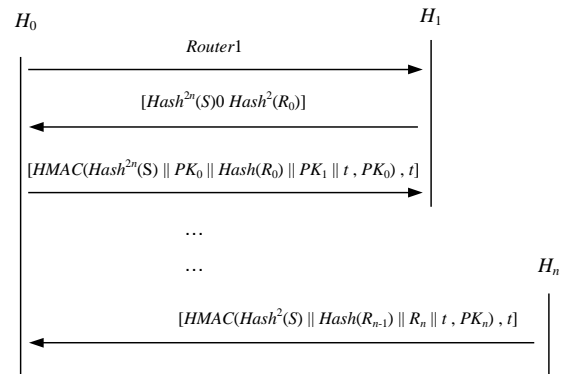 H₀
H₁
Router1
[Hash²ⁿ(S)0 Hash²(R₀)]
[HMAC(Hash²ⁿ(S) || PK₀ || Hash(R₀) || PK₁ || t , PK₀) , t]
...
...
Hₙ
[HMAC(Hash²(S) || Hash(Rₙ₋₁) || Rₙ || t , PKₙ) , t]